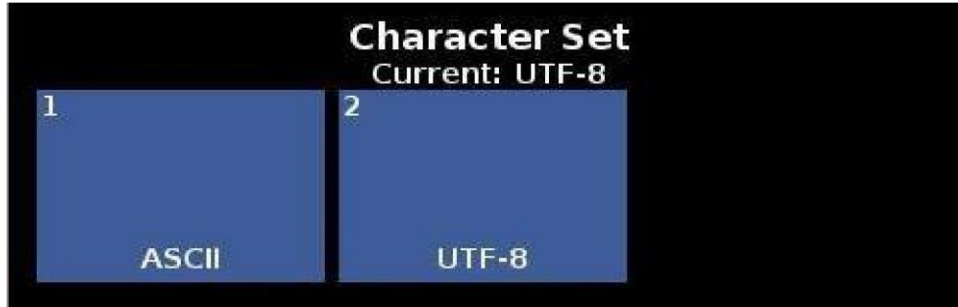 Character Set
Current: UTF-8
1
2
ASCII
UTF-8